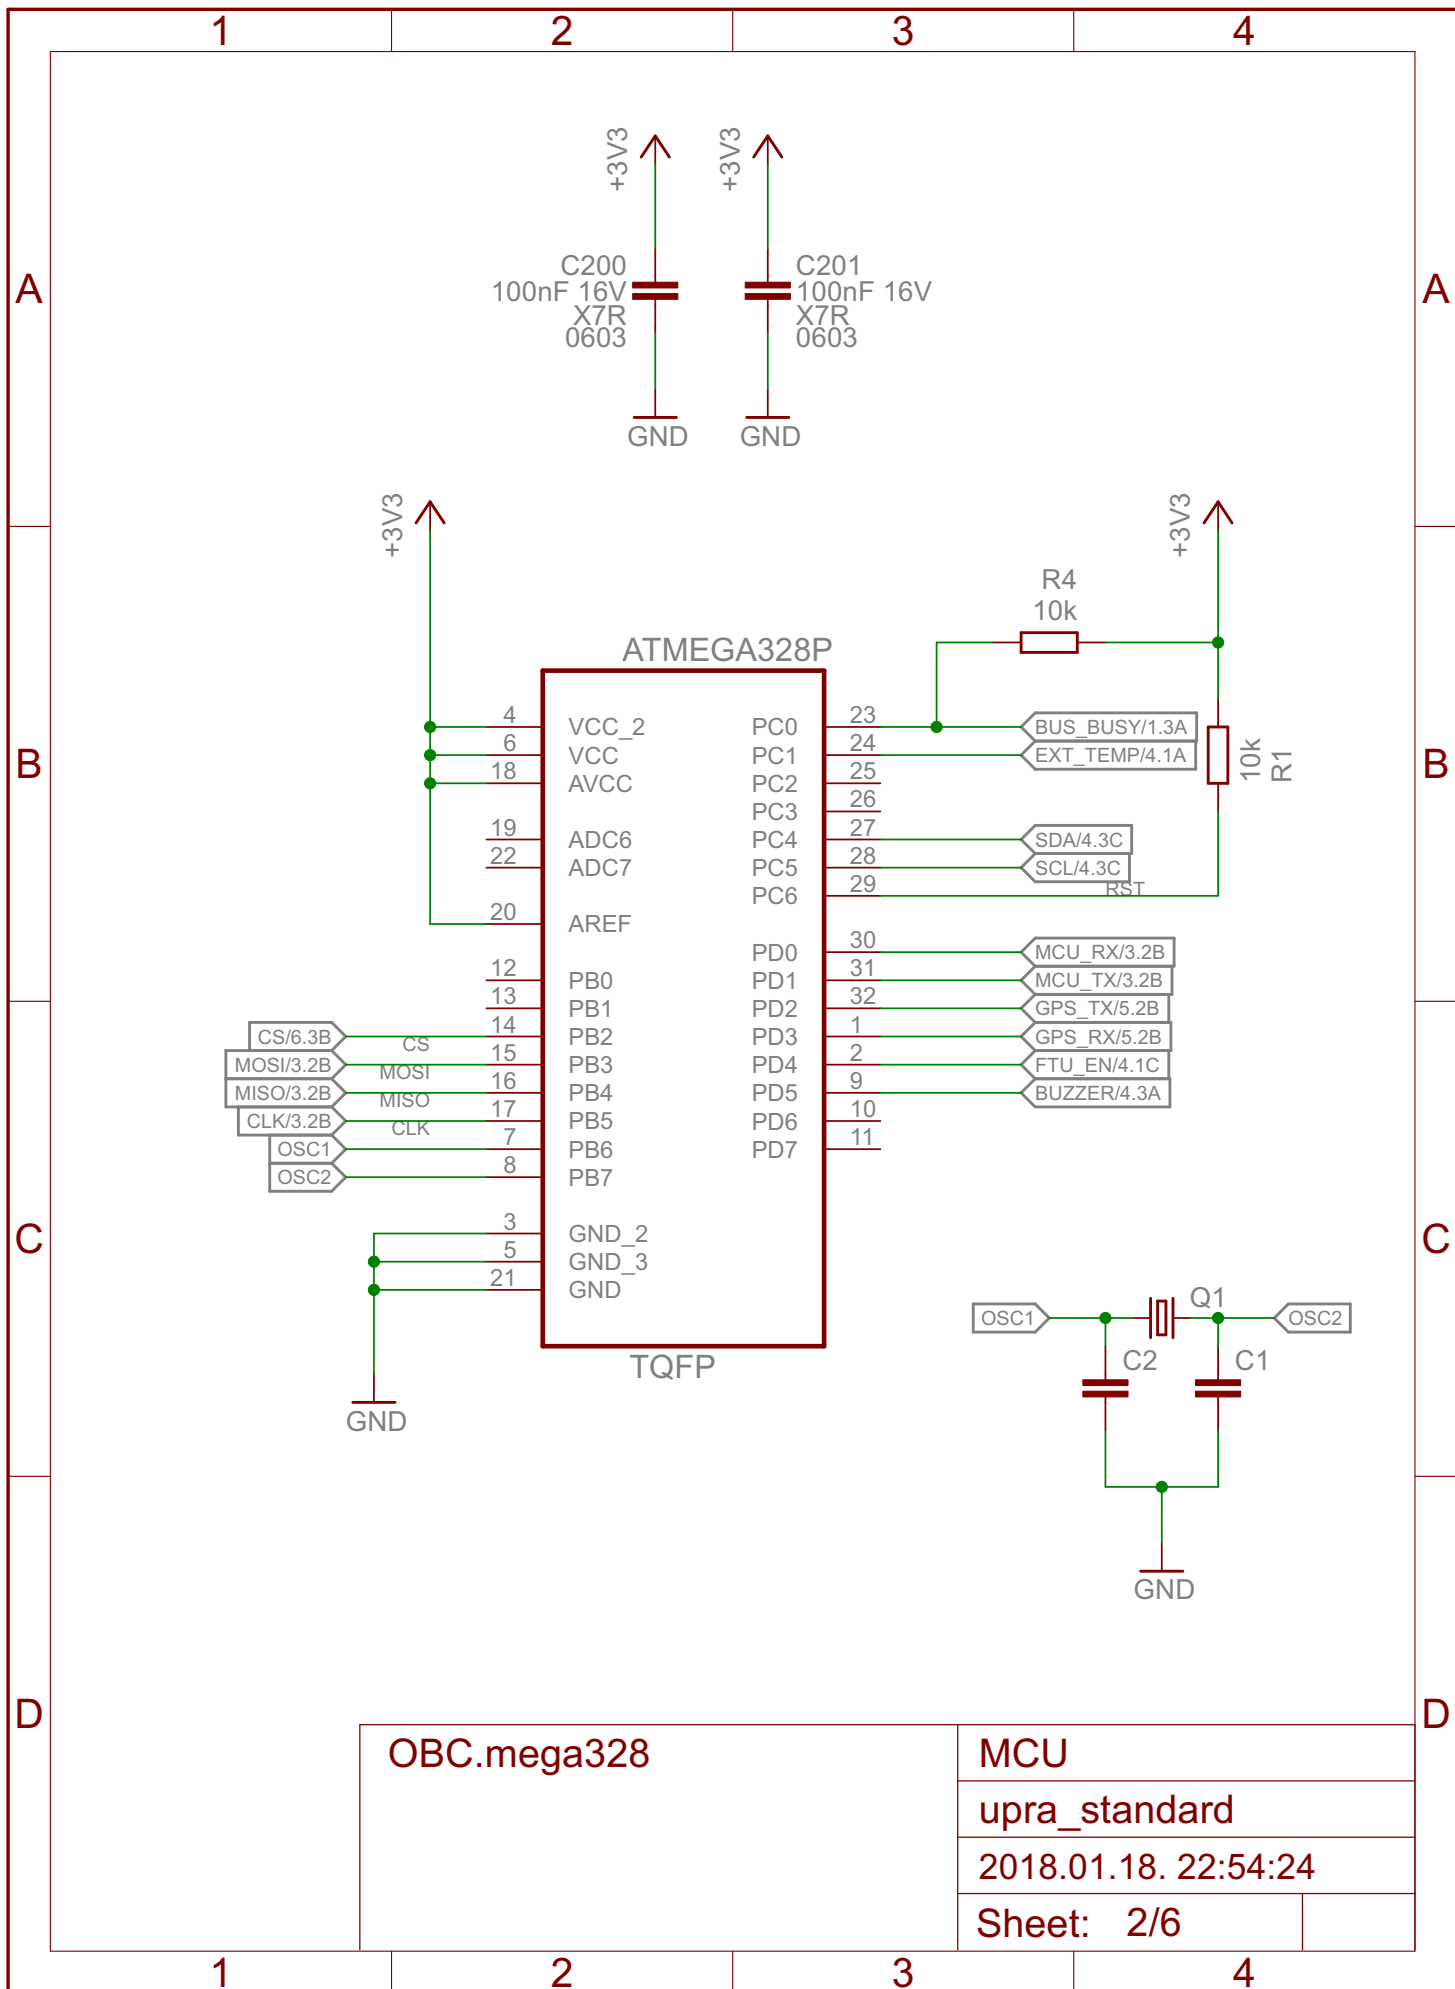 1 2 3 4
+3V3 +3V3
C200
100nF 16V
X7R
0603
C201
100nF 16V
X7R
0603
GND GND
A A
+3V3 +3V3
R4
10k
10k
R1
ATMEGA328P
4 VCC_2 PC0 23 BUS_BUSY/1.3A
6 VCC PC1 24 EXT_TEMP/4.1A
18 AVCC PC2 25
PC3 26
19 ADC6 PC4 27 SDA/4.3C
22 ADC7 PC5 28 SCL/4.3C
PC6 29 RST
20 AREF
PD0 30 MCU_RX/3.2B
12 PB0 PD1 31 MCU_TX/3.2B
13 PB1 PD2 32 GPS_TX/5.2B
CS/6.3B CS 14 PB2 PD3 1 GPS_RX/5.2B
MOSI/3.2B MOSI 15 PB3 PD4 2 FTU_EN/4.1C
MISO/3.2B MISO 16 PB4 PD5 9 BUZZER/4.3A
CLK/3.2B CLK 17 PB5 PD6 10
OSC1 7 PB6 PD7 11
OSC2 8 PB7
3 GND_2
5 GND_3
21 GND
TQFP
GND
B B
C C
OSC1 Q1 OSC2
C2 C1
GND
D D
OBC.mega328
MCU
upra_standard
2018.01.18. 22:54:24
Sheet: 2/6
1 2 3 4